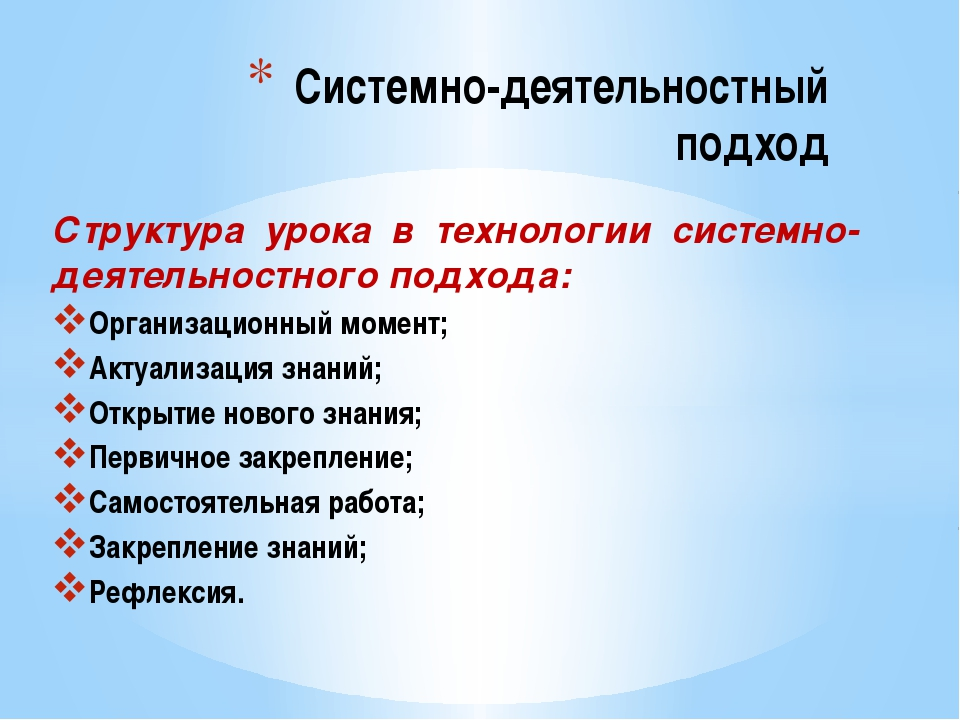 * Системно-деятельностный
подход
Структура урока в технологии системно-
деятельностного подхода:
❖Организационный момент;
❖Актуализация знаний;
❖Открытие нового знания;
❖Первичное закрепление;
❖Самостоятельная работа;
❖Закрепление знаний;
❖Рефлексия.